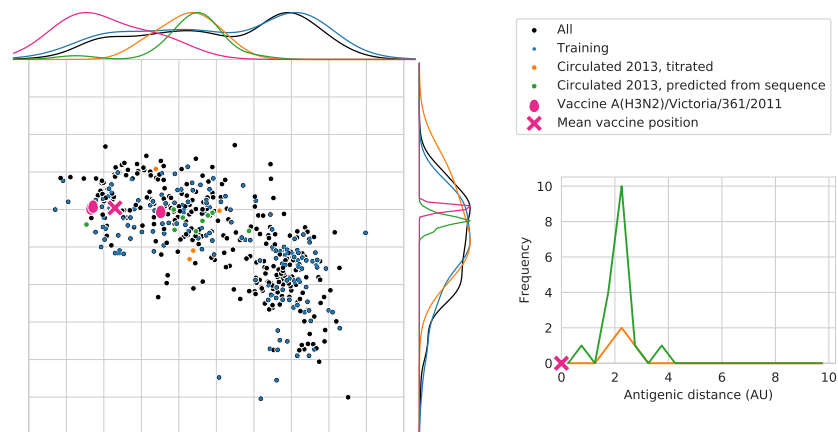 All
Training
Circulated 2013, titrated
Circulated 2013, predicted from sequence
Vaccine A(H3N2)/Victoria/361/2011
Mean vaccine position
10
8
6
4
2
0
Frequency
0 2 4 6 8 10
Antigenic distance (AU)